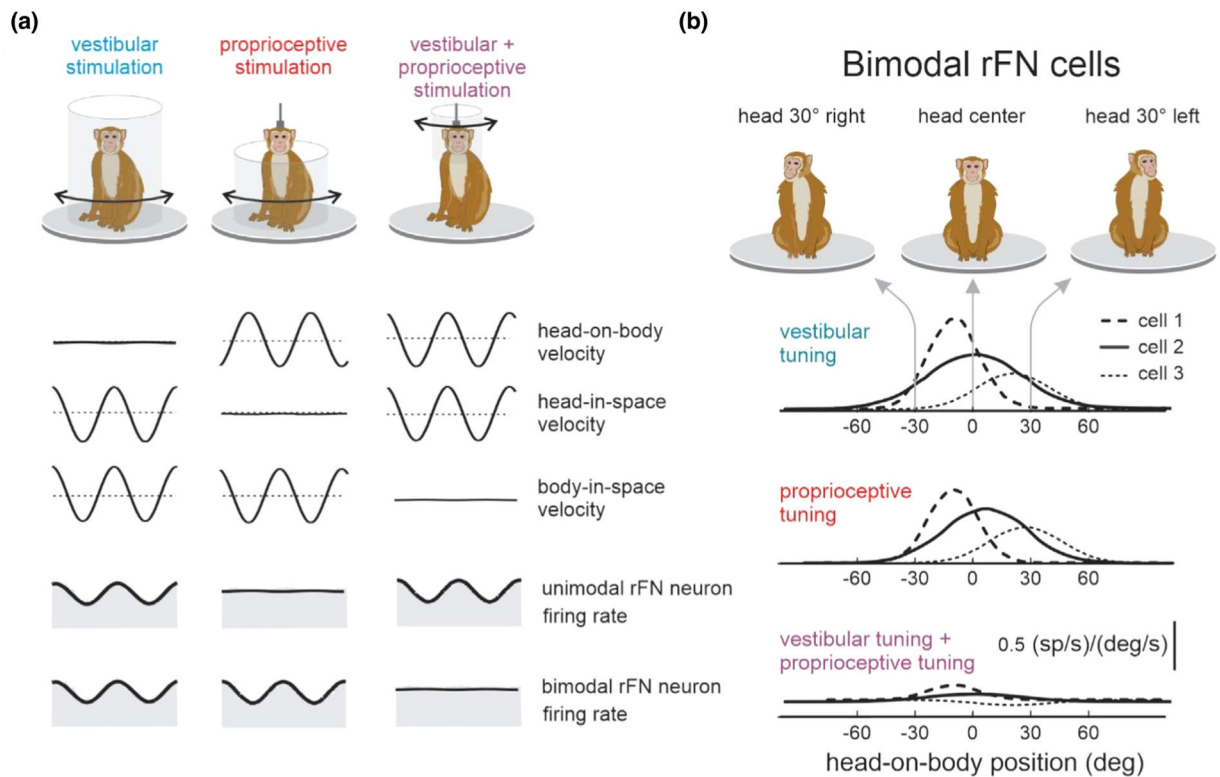 (a)
vestibular
stimulation
proprioceptive
stimulation
vestibular +
proprioceptive
stimulation
head-on-body
velocity
head-in-space
velocity
body-in-space
velocity
unimodal rFN neuron
firing rate
bimodal rFN neuron
firing rate
(b)
Bimodal rFN cells
head 30° right
head center
head 30° left
vestibular
tuning
cell 1
cell 2
cell 3
-60 -30 0 30 60
proprioceptive
tuning
-60 -30 0 30 60
vestibular tuning +
proprioceptive tuning
0.5 (sp/s)/(deg/s)
-60 -30 0 30 60
head-on-body position (deg)